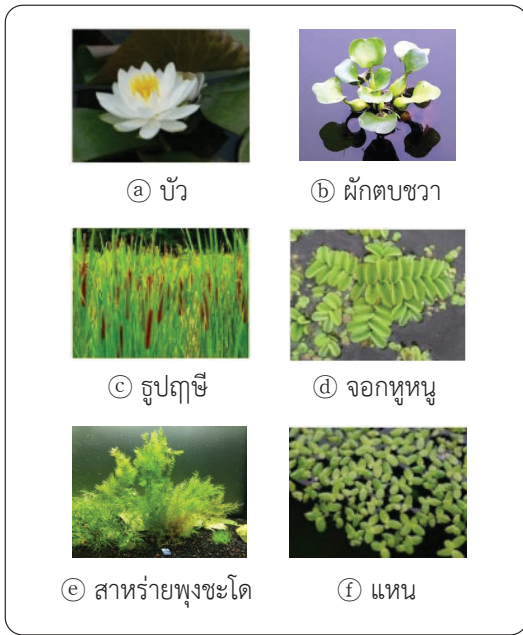 ⓐ บัว ⓑ ผักตบชวา
ⓒ ธูปฤๅษี ⓓ จอกหูหนู
ⓔ สาหร่ายพุงชะโด ⓕ แหน